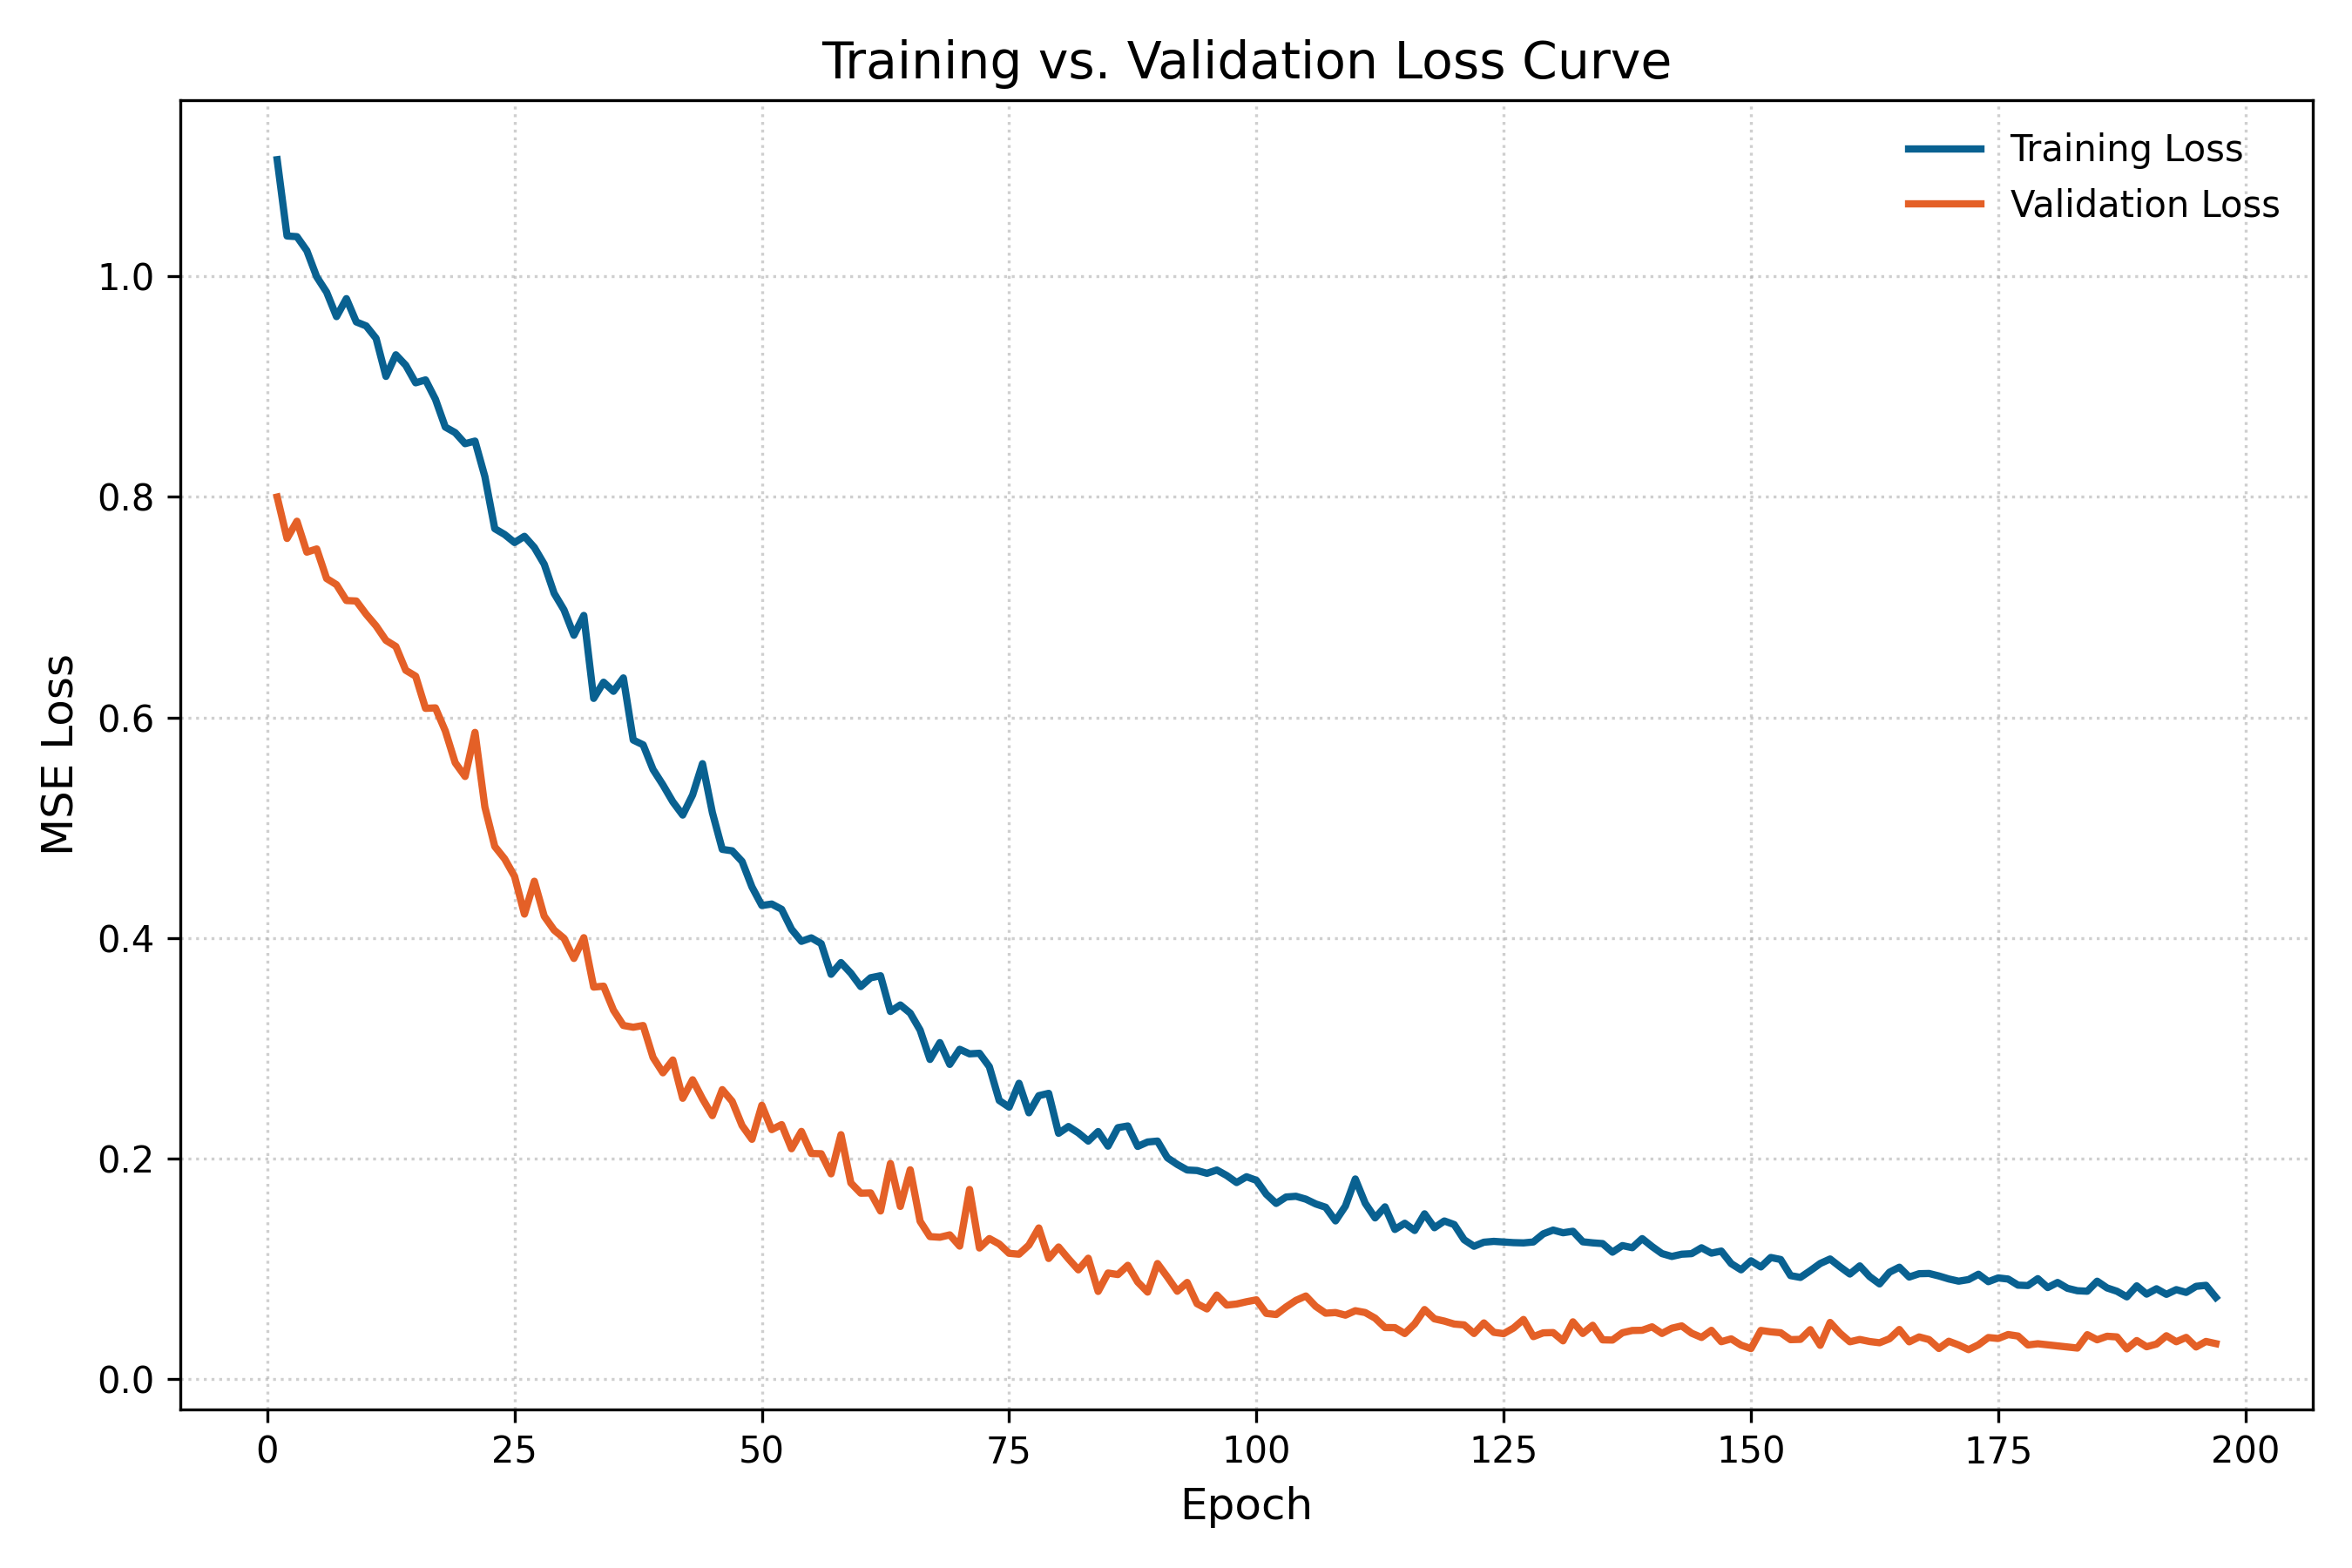 Training vs. Validation Loss Curve
Training Loss
Validation Loss
MSE Loss
1.0
0.8
0.6
0.4
0.2
0.0
0 25 50 75 100 125 150 175 200
Epoch